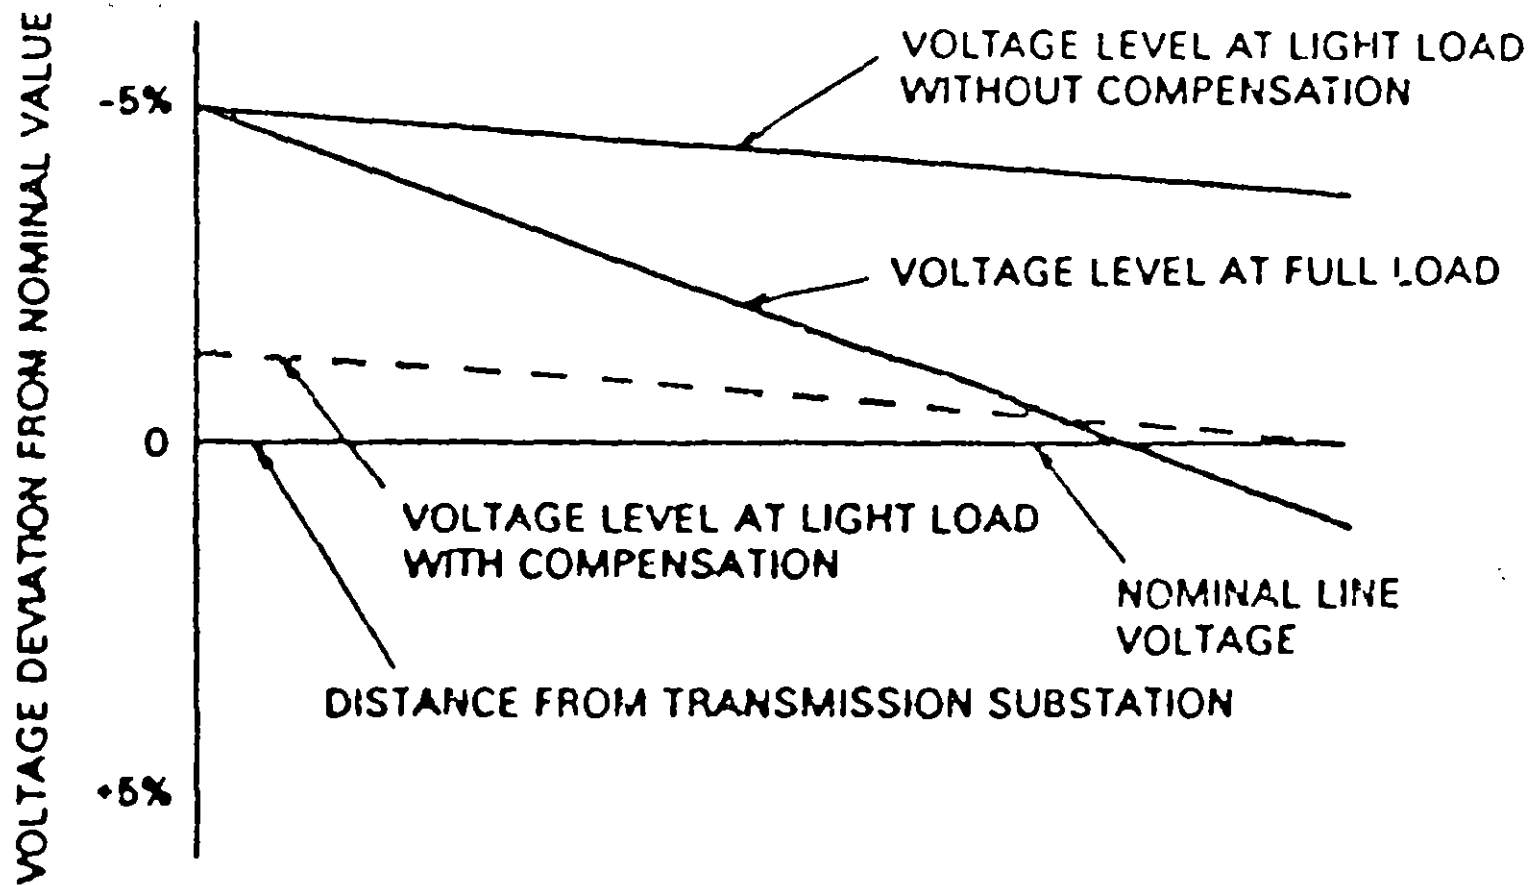 VOLTAGE DEVIATION FROM NOMINAL VALUE
VOLTAGE LEVEL AT LIGHT LOAD
WITHOUT COMPENSATION
-5%
VOLTAGE LEVEL AT FULL LOAD
0
VOLTAGE LEVEL AT LIGHT LOAD
WITH COMPENSATION
NOMINAL LINE
VOLTAGE
DISTANCE FROM TRANSMISSION SUBSTATION
+5%